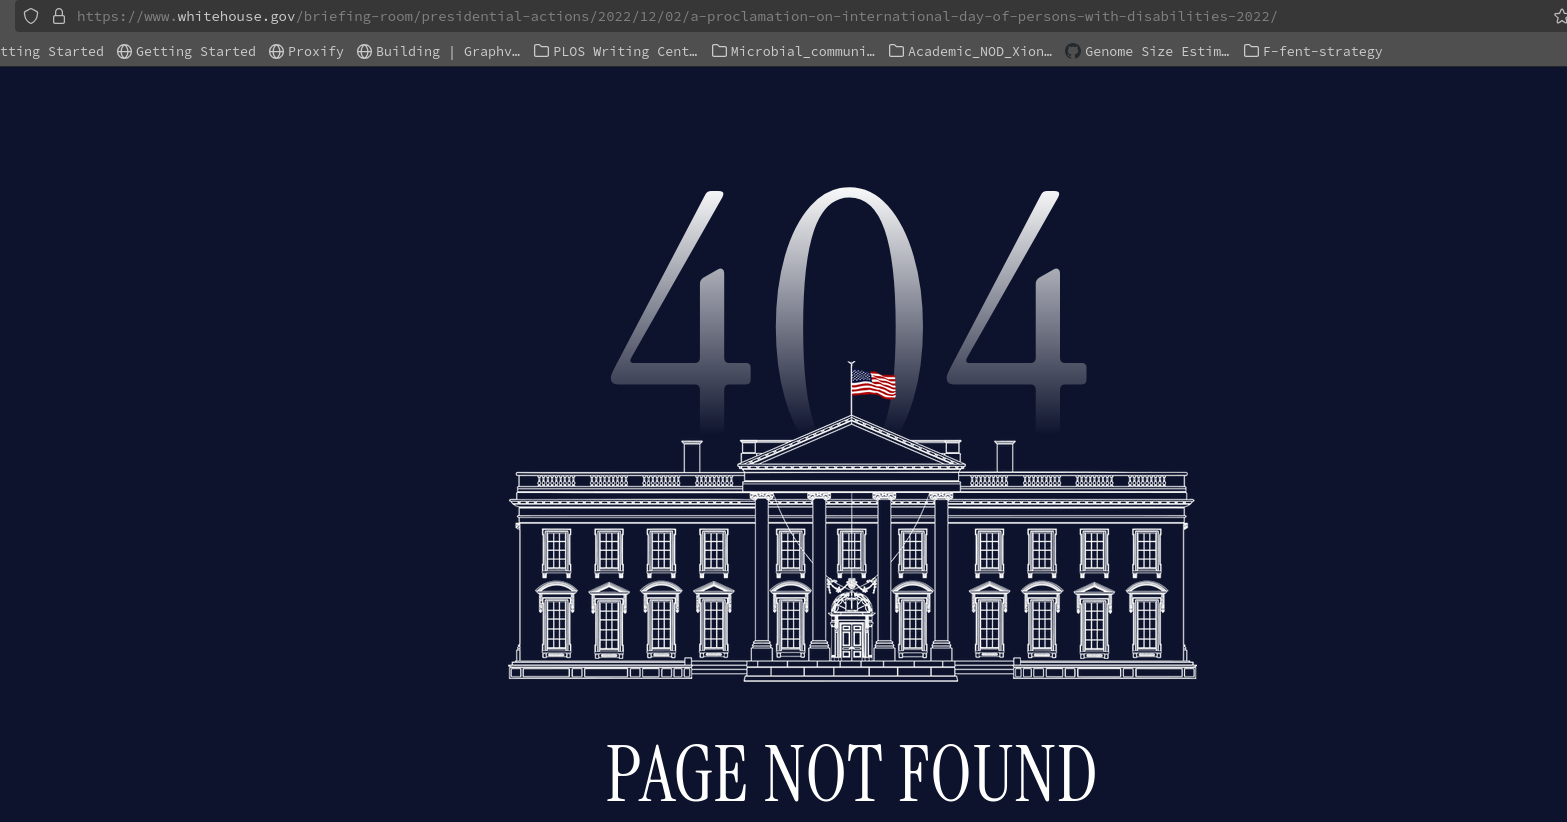 https://www.whitehouse.gov/briefing-room/presidential-actions/2022/12/02/a-proclamation-on-international-day-of-persons-with-disabilities-2022/
tting Started Getting Started Proxify Building | Graphv… PLOS Writing Cent… Microbial_communi… Academic_NOD_Xion… Genome Size Estim… F-fent-strategy
404
PAGE NOT FOUND